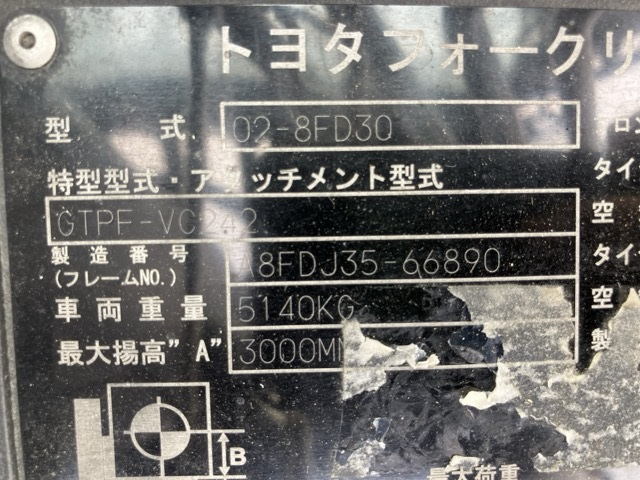 トヨタフォークリ
型 式 02-8FD30
特型型式・アタッチメント型式 タイ
GTPF-VC242 空
製造番号 A8FDJ35-66890 タイ
(フレームNO.)
車両重量 5140KG 空
最大揚高"A" 3000MM 製
B
最大荷重